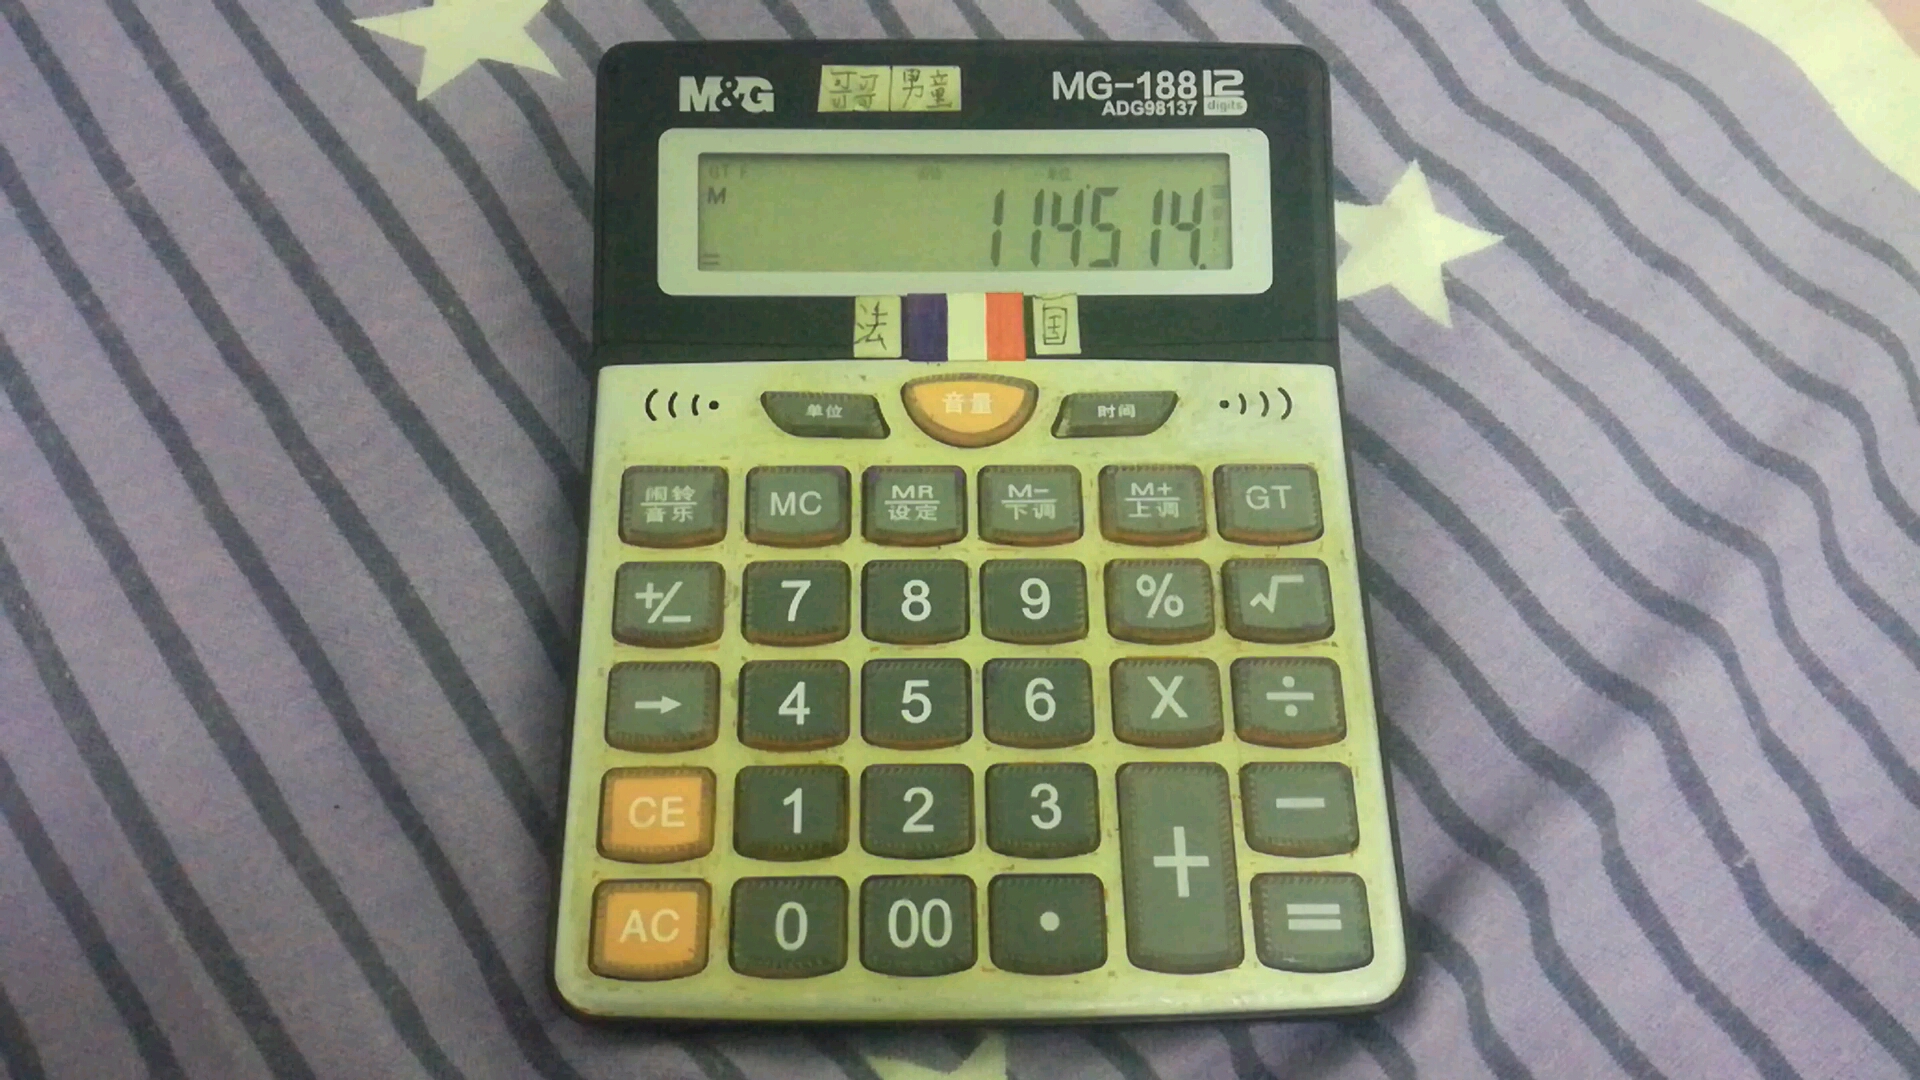 M&G 哥哥 男童 MG-188 12 digits
ADG98137
GT
M
114514.
=
法 国
单位 音量 时间
闹铃 音乐 MC MR 设定 M- 下调 M+ 上调 GT
+/- 7 8 9 % √
→ 4 5 6 X ÷
CE 1 2 3 + -
AC 0 00 . =